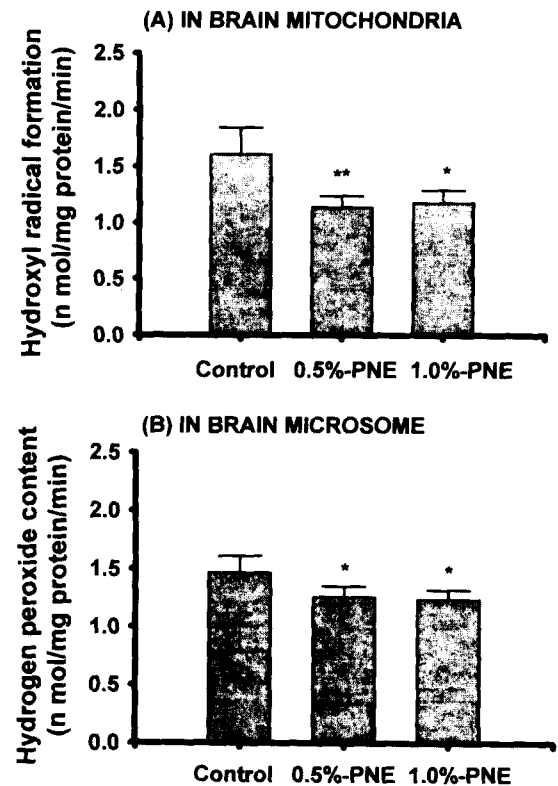 (A) IN BRAIN MITOCHONDRIA
Hydroxyl radical formation
(n mol/mg protein/min)
2.5
2.0
1.5
1.0
0.5
0.0
**
*
Control 0.5%-PNE 1.0%-PNE
(B) IN BRAIN MICROSOME
Hydrogen peroxide content
(n mol/mg protein/min)
2.5
2.0
1.5
1.0
0.5
0.0
*
*
Control 0.5%-PNE 1.0%-PNE